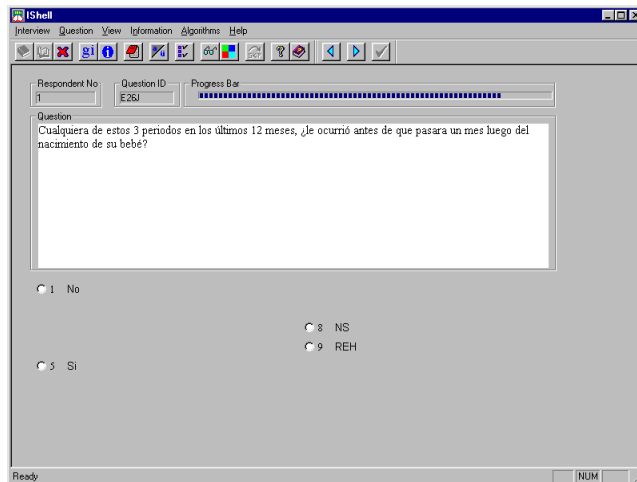 IShell
Interview Question View Information Algorithms Help
gi
Respondent No
Question ID
Progress Bar
1
E26J
Question
Cualquiera de estos 3 periodos en los últimos 12 meses, ¿le ocurrió antes de que pasara un mes luego del
nacimiento de su bebé?
1 No
8 NS
9 REH
5 Si
Ready
NUM